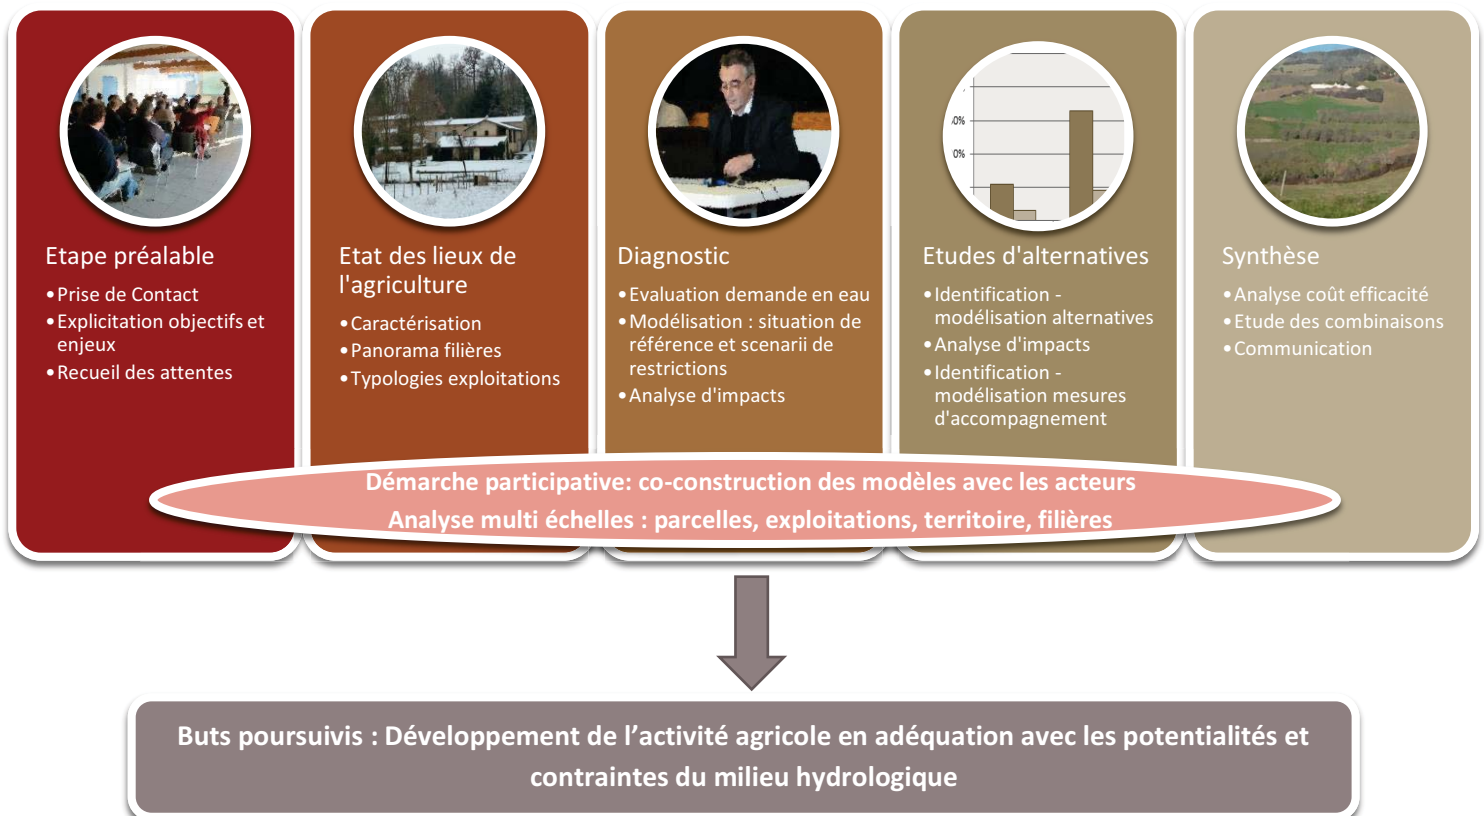 Etape préalable
•Prise de Contact
•Explicitation objectifs et
enjeux
•Recueil des attentes
Etat des lieux de
l'agriculture
•Caractérisation
•Panorama filières
•Typologies exploitations
Diagnostic
•Evaluation demande en eau
•Modélisation : situation de
référence et scenarii de
restrictions
•Analyse d'impacts
0%
0%
Etudes d'alternatives
•Identification -
modélisation alternatives
•Analyse d'impacts
•Identification -
modélisation mesures
d'accompagnement
Synthèse
•Analyse coût efficacité
•Etude des combinaisons
•Communication
Démarche participative: co-construction des modèles avec les acteurs
Analyse multi échelles : parcelles, exploitations, territoire, filières
Buts poursuivis : Développement de l’activité agricole en adéquation avec les potentialités et
contraintes du milieu hydrologique